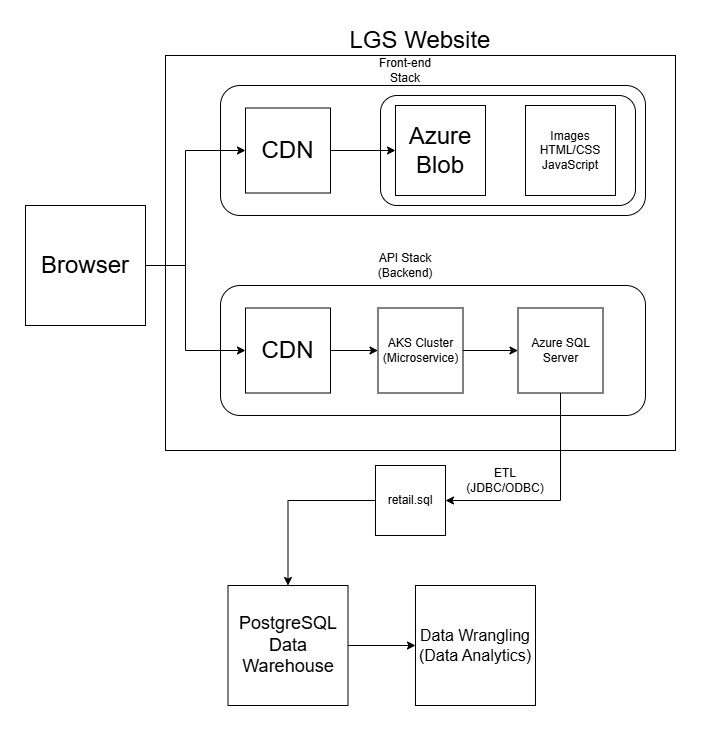 LGS Website
Front-end
Stack
CDN
Azure
Blob
Images
HTML/CSS
JavaScript
Browser
API Stack
(Backend)
CDN
AKS Cluster
(Microservice)
Azure SQL
Server
ETL
(JDBC/ODBC)
retail.sql
PostgreSQL
Data
Warehouse
Data Wrangling
(Data Analytics)